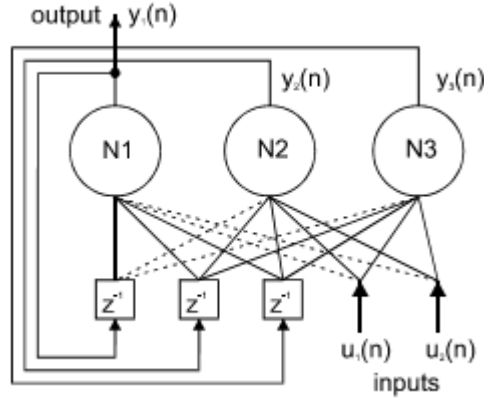 output y₁(n)
y₂(n) y₃(n)
N1 N2 N3
z⁻¹ z⁻¹ z⁻¹
u₁(n) u₂(n)
inputs